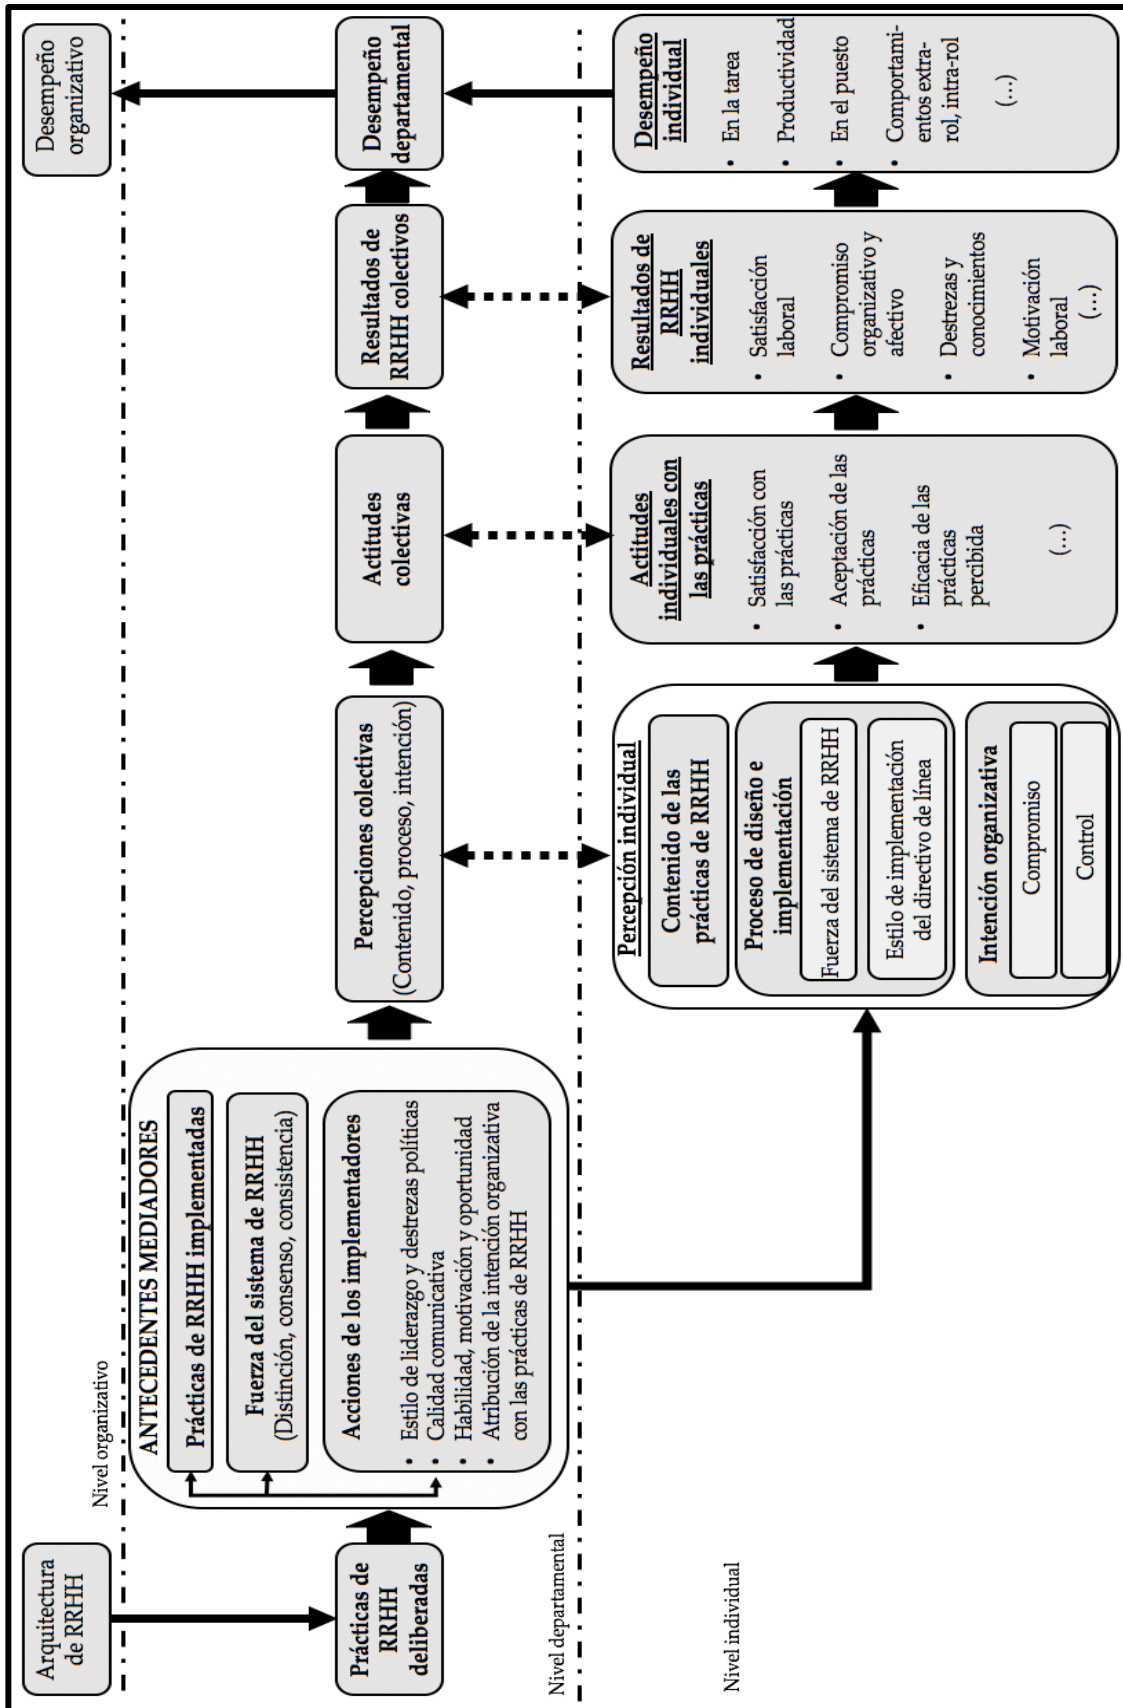 Arquitectura
de RRHH
Desempeño
organizativo
Nivel organizativo
Prácticas de
RRHH
deliberadas
ANTECEDENTES MEDIADORES
Prácticas de RRHH implementadas
Fuerza del sistema de RRHH
(Distinción, consenso, consistencia)
Acciones de los implementadores
• Estilo de liderazgo y destrezas políticas
• Calidad comunicativa
• Habilidad, motivación y oportunidad
• Atribución de la intención organizativa
con las prácticas de RRHH
Percepciones colectivas
(Contenido, proceso, intención)
Actitudes
colectivas
Resultados de
RRHH colectivos
Desempeño
departamental
Nivel departamental
Nivel individual
Percepción individual
Contenido de las
prácticas de RRHH
Proceso de diseño e
implementación
Fuerza del sistema de RRHH
Estilo de implementación
del directivo de línea
Intención organizativa
Compromiso
Control
Actitudes
individuales con
las prácticas
• Satisfacción con
las prácticas
• Aceptación de las
prácticas
• Eficacia de las
prácticas
percibida
(...)
Resultados de
RRHH
individuales
• Satisfacción
laboral
• Compromiso
organizativo y
afectivo
• Destrezas y
conocimientos
• Motivación
laboral
(...)
Desempeño
individual
• En la tarea
• Productividad
• En el puesto
• Comportami-
entos extra-
rol, intra-rol
(...)